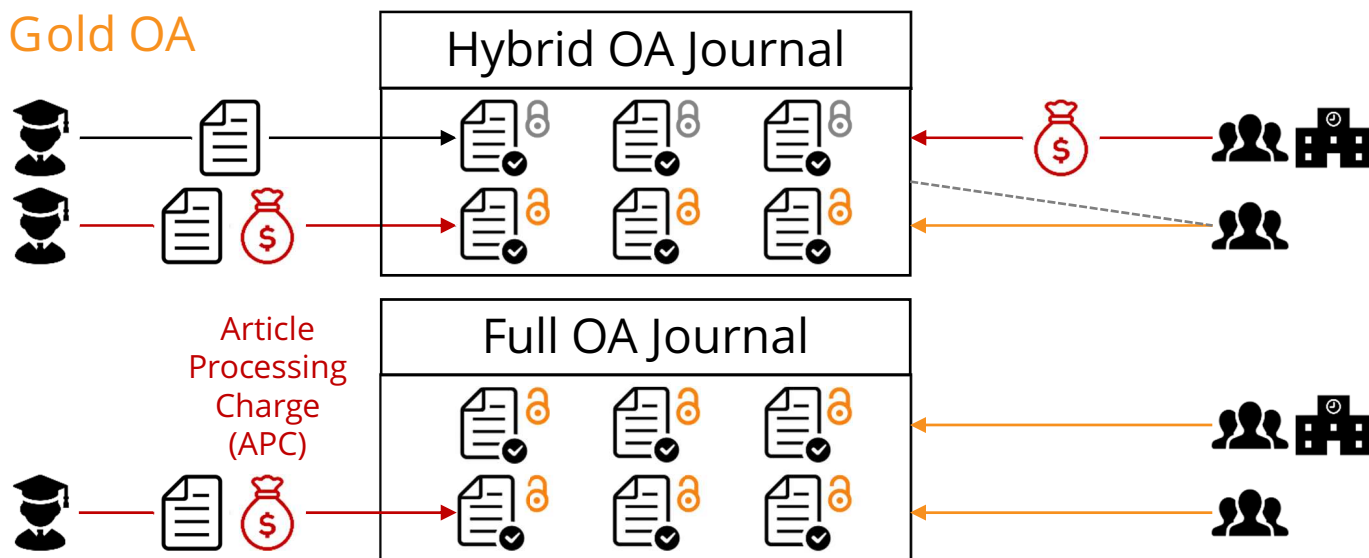 Gold OA
Hybrid OA Journal
$
$
Article
Processing
Charge
(APC)
Full OA Journal
$